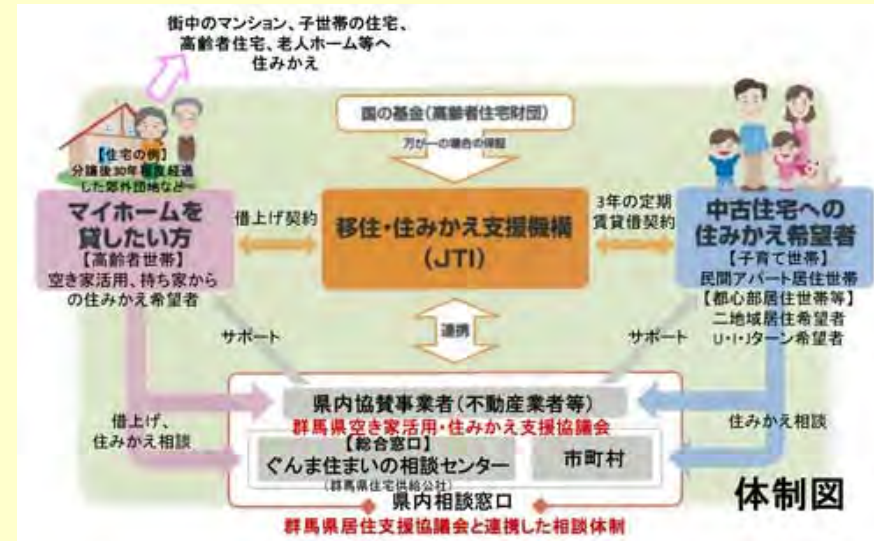 街中のマンション、子世帯の住宅、
高齢者住宅、老人ホーム等へ
住みかえ
国の基金(高齢者住宅財団)
万が一の場合の保証
【住宅の例】
分譲後30年程度経過
した郊外団地など
マイホームを
貸したい方
【高齢者世帯】
空き家活用、持ち家から
の住みかえ希望者
借上げ契約
移住・住みかえ支援機構
(JTI)
3年の定期
賃貸借契約
中古住宅への
住みかえ希望者
【子育て世帯】
民間アパート居住世帯
【都心部居住世帯等】
二地域居住希望者
U・I・Jターン希望者
サポート
連携
サポート
借上げ、
住みかえ相談
県内協賛事業者(不動産業者等)
群馬県空き家活用・住みかえ支援協議会
【総合窓口】
ぐんま住まいの相談センター
(群馬県住宅供給公社)
市町村
住みかえ相談
県内相談窓口
群馬県居住支援協議会と連携した相談体制
体制図